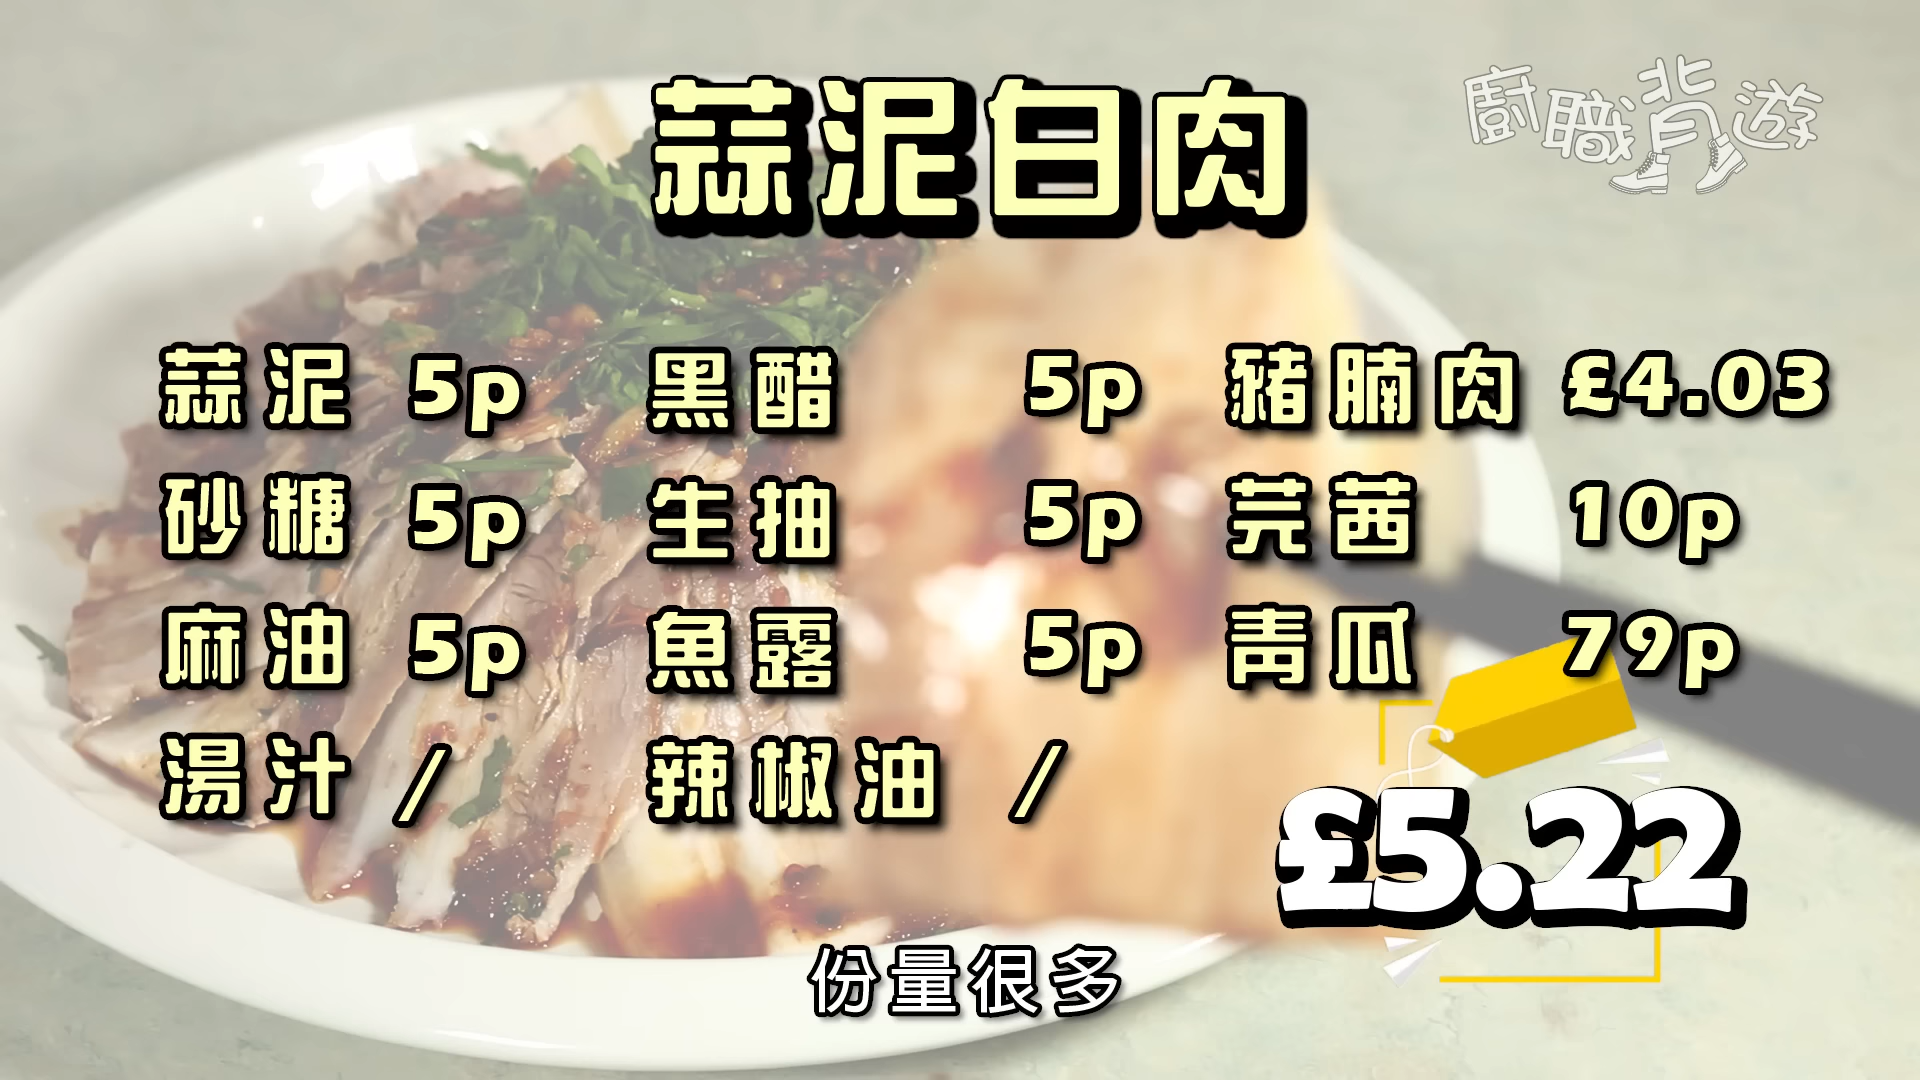 蒜泥白肉
廚職背遊
蒜泥 5p 黑醋 5p 豬腩肉 £4.03
砂糖 5p 生抽 5p 芫茜 10p
麻油 5p 魚露 5p 青瓜 79p
湯汁 / 辣椒油 /
£5.22
份量很多